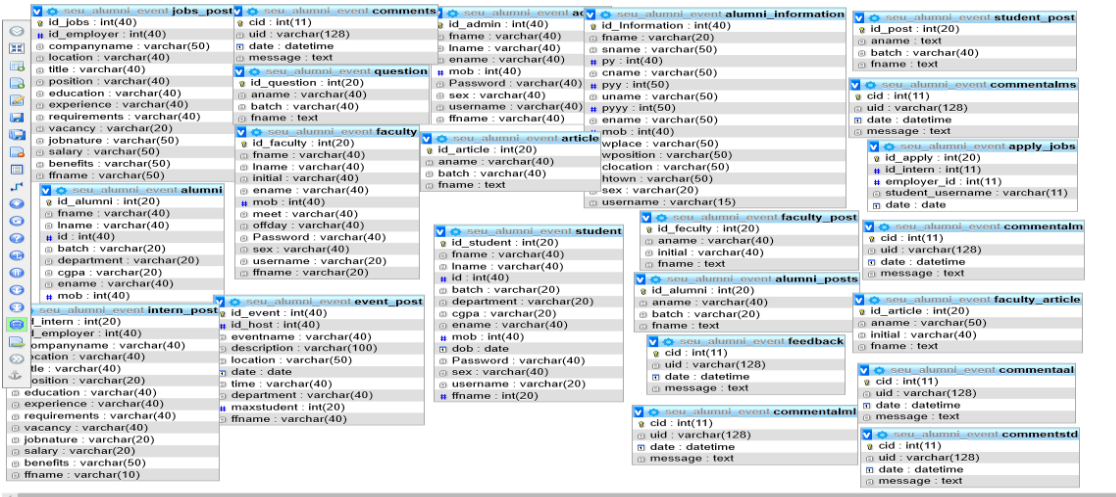 seu_alumni_event jobs_post
id_jobs : int(40)
id_employer : int(40)
companyname : varchar(50)
location : varchar(40)
title : varchar(40)
position : varchar(40)
education : varchar(40)
experience : varchar(40)
requirements : varchar(40)
vacancy : varchar(20)
jobnature : varchar(50)
salary : varchar(50)
benefits : varchar(50)
ffname : varchar(50)
seu_alumni_event alumni
id_alumni : int(20)
fname : varchar(40)
lname : varchar(40)
id : int(40)
batch : varchar(20)
department : varchar(20)
cgpa : varchar(20)
ename : varchar(40)
mob : int(40)
seu_alumni_event intern_post
_intern : int(20)
_employer : int(40)
ompanyname : varchar(40)
ocation : varchar(40)
tle : varchar(40)
osition : varchar(20)
education : varchar(40)
experience : varchar(40)
requirements : varchar(40)
vacancy : varchar(40)
jobnature : varchar(20)
salary : varchar(20)
benefits : varchar(50)
ffname : varchar(10)
seu_alumni_event comments
cid : int(11)
uid : varchar(128)
date : datetime
message : text
seu_alumni_event question
id_question : int(20)
aname : varchar(40)
batch : varchar(40)
fname : text
seu_alumni_event faculty
id_faculty : int(20)
fname : varchar(40)
lname : varchar(40)
initial : varchar(40)
ename : varchar(40)
mob : int(40)
meet : varchar(40)
offday : varchar(40)
Password : varchar(40)
sex : varchar(40)
username : varchar(20)
ffname : varchar(20)
seu_alumni_event event_post
id_event : int(40)
id_host : int(40)
eventname : varchar(40)
description : varchar(100)
location : varchar(50)
date : date
time : varchar(40)
department : varchar(40)
maxstudent : int(20)
ffname : varchar(40)
seu_alumni_event
id_admin : int(40)
fname : varchar(40)
lname : varchar(40)
ename : varchar(40)
mob : int(40)
Password : varchar(40)
sex : varchar(40)
username : varchar(40)
ffname : varchar(40)
seu_alumni_event article
id_article : int(20)
aname : varchar(40)
batch : varchar(40)
fname : text
seu_alumni_event student
id_student : int(20)
fname : varchar(40)
lname : varchar(40)
id : int(40)
batch : varchar(20)
department : varchar(20)
cgpa : varchar(20)
ename : varchar(40)
mob : int(40)
dob : date
Password : varchar(40)
sex : varchar(40)
username : varchar(20)
ffname : int(20)
seu_alumni_event alumni_information
id_Information : int(40)
fname : varchar(20)
sname : varchar(50)
py : int(40)
cname : varchar(50)
pyy : int(50)
uname : varchar(50)
pyyy : int(50)
ename : varchar(50)
mob : int(40)
wplace : varchar(50)
wposition : varchar(50)
clocation : varchar(50)
htown : varchar(50)
sex : varchar(20)
username : varchar(15)
seu_alumni_event faculty_post
id_feculty : int(20)
aname : varchar(40)
initial : varchar(40)
fname : text
seu_alumni_event alumni_posts
id_alumni : int(20)
aname : varchar(40)
batch : varchar(20)
fname : text
seu_alumni_event feedback
cid : int(11)
uid : varchar(128)
date : datetime
message : text
seu_alumni_event commentalml
cid : int(11)
uid : varchar(128)
date : datetime
message : text
seu_alumni_event student_post
id_post : int(20)
aname : text
batch : varchar(40)
fname : text
seu_alumni_event commentalms
cid : int(11)
uid : varchar(128)
date : datetime
message : text
seu_alumni_event apply_jobs
id_apply : int(20)
id_intern : int(11)
employer_id : int(11)
student_username : varchar(11)
date : date
seu_alumni_event commentalm
cid : int(11)
uid : varchar(128)
date : datetime
message : text
seu_alumni_event faculty_article
id_article : int(20)
aname : varchar(50)
initial : varchar(40)
fname : text
seu_alumni_event commentaal
cid : int(11)
uid : varchar(128)
date : datetime
message : text
seu_alumni_event commentstd
cid : int(11)
uid : varchar(128)
date : datetime
message : text